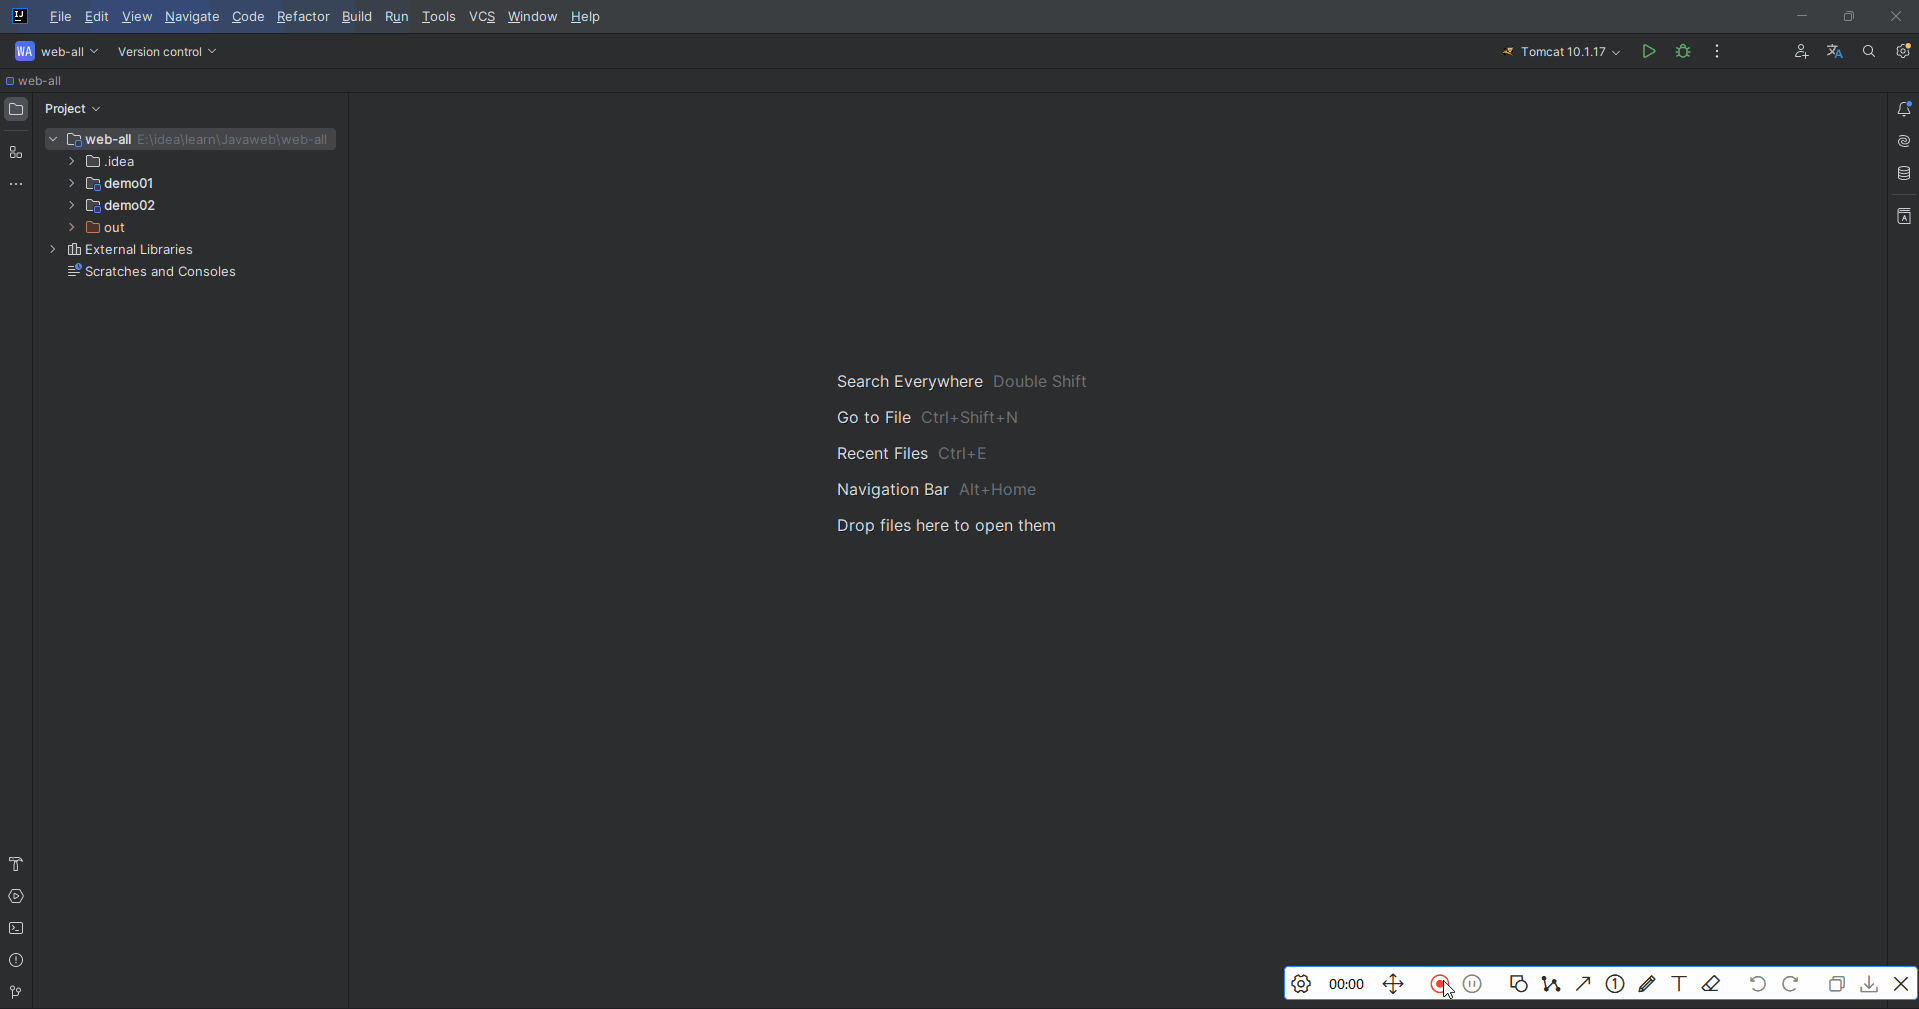 File Edit View Navigate Code Refactor Build Run Tools VCS Window Help
WA web-all Version control Tomcat 10.1.17
web-all
Project
web-all E:\idea\learn\Javaweb\web-all
.idea
demo01
demo02
out
External Libraries
Scratches and Consoles
Search Everywhere Double Shift
Go to File Ctrl+Shift+N
Recent Files Ctrl+E
Navigation Bar Alt+Home
Drop files here to open them
00:00